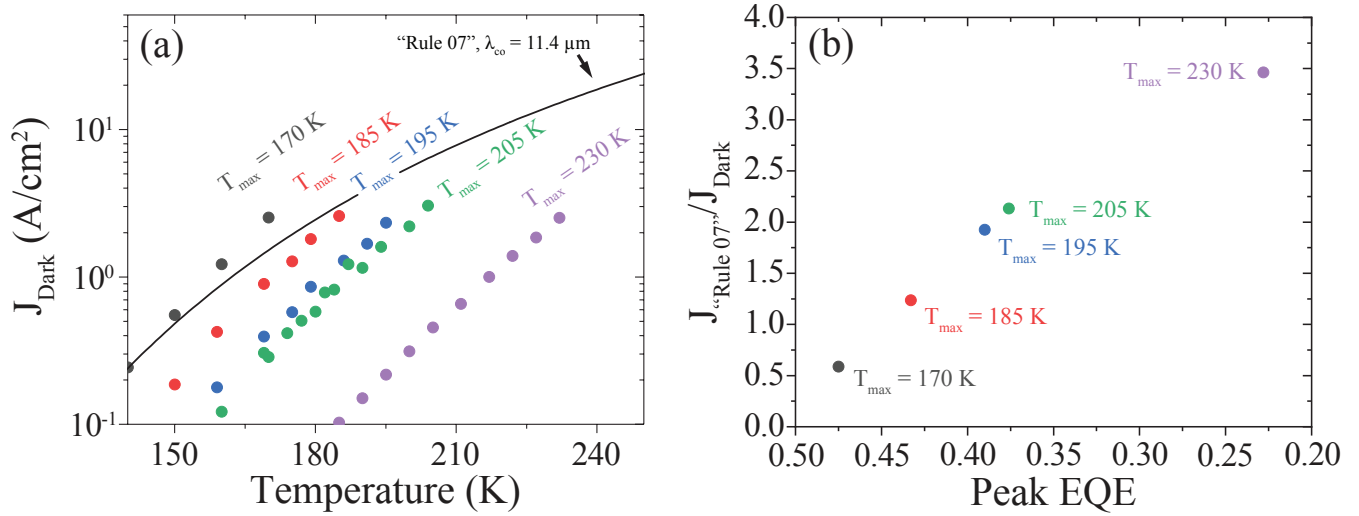 (a)
"Rule 07", λco = 11.4 µm
Tmax = 170 K
Tmax = 185 K
Tmax = 195 K
Tmax = 205 K
Tmax = 230 K
JDark (A/cm²)
10¹
10⁰
10⁻¹
150 180 210 240
Temperature (K)
(b)
Tmax = 230 K
Tmax = 205 K
Tmax = 195 K
Tmax = 185 K
Tmax = 170 K
J"Rule 07"/JDark
4.0
3.5
3.0
2.5
2.0
1.5
1.0
0.5
0.0
0.50 0.45 0.40 0.35 0.30 0.25 0.20
Peak EQE